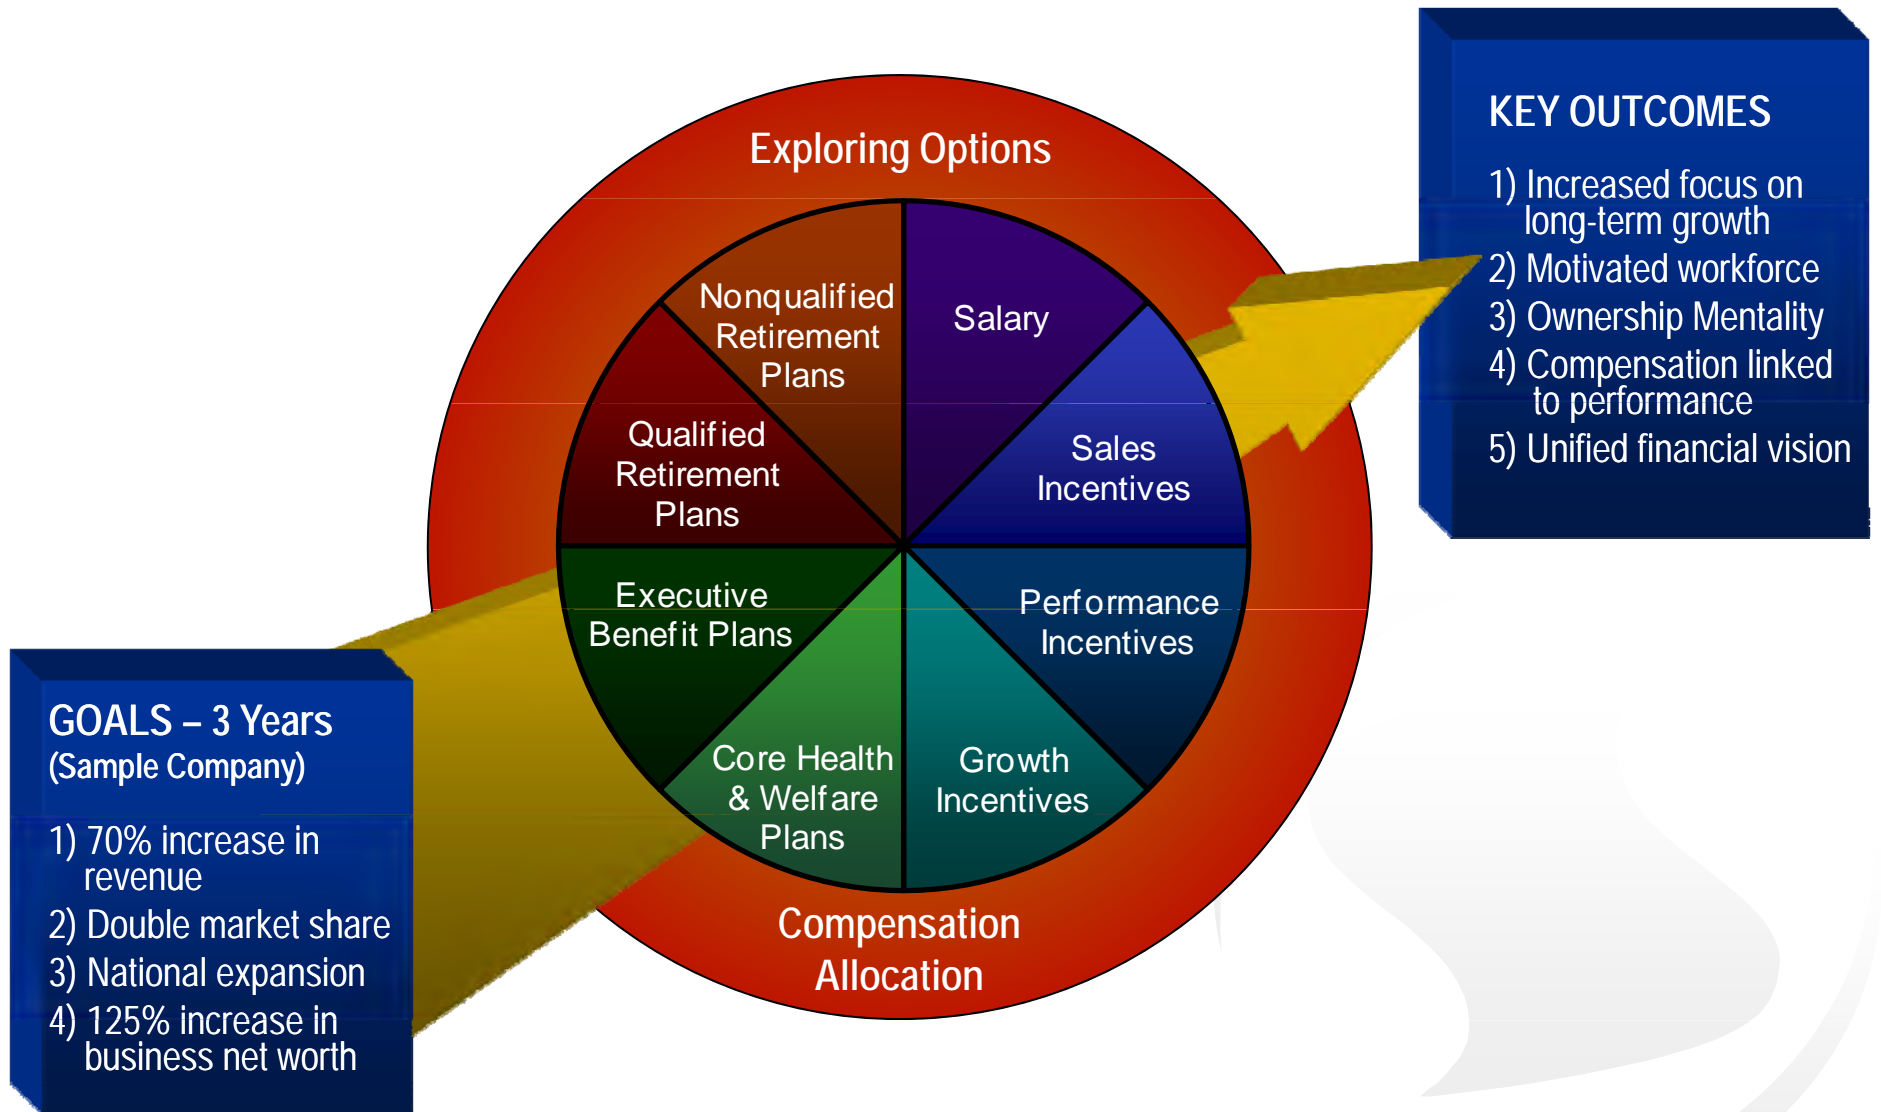 Exploring Options
Nonqualified
Retirement
Plans
Salary
Qualified
Retirement
Plans
Sales
Incentives
Executive
Benefit Plans
Performance
Incentives
Core Health
& Welfare
Plans
Growth
Incentives
Compensation
Allocation
KEY OUTCOMES
1) Increased focus on
long-term growth
2) Motivated workforce
3) Ownership Mentality
4) Compensation linked
to performance
5) Unified financial vision
GOALS – 3 Years
(Sample Company)
1) 70% increase in
revenue
2) Double market share
3) National expansion
4) 125% increase in
business net worth